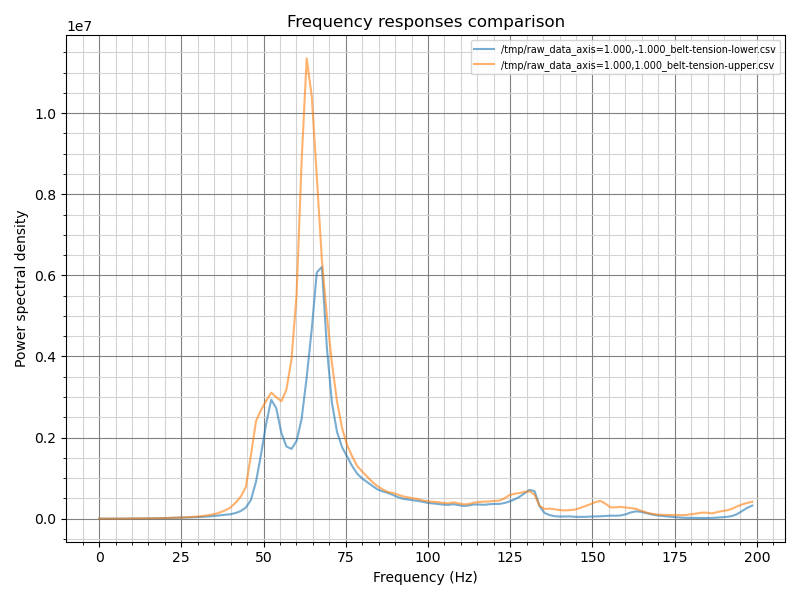 Frequency responses comparison
1e7
/tmp/raw_data_axis=1.000,-1.000_belt-tension-lower.csv
/tmp/raw_data_axis=1.000,1.000_belt-tension-upper.csv
Power spectral density
1.0
0.8
0.6
0.4
0.2
0.0
0 25 50 75 100 125 150 175 200
Frequency (Hz)